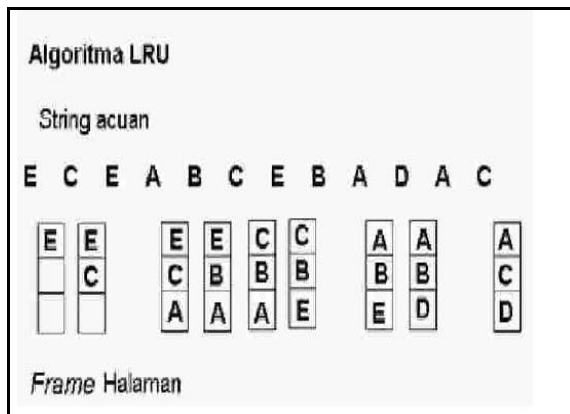 Algoritma LRU
String acuan
E C E A B C E B A D A C
E E E E C C A A A
C C B B B B B C
A A A E E D D
Frame Halaman